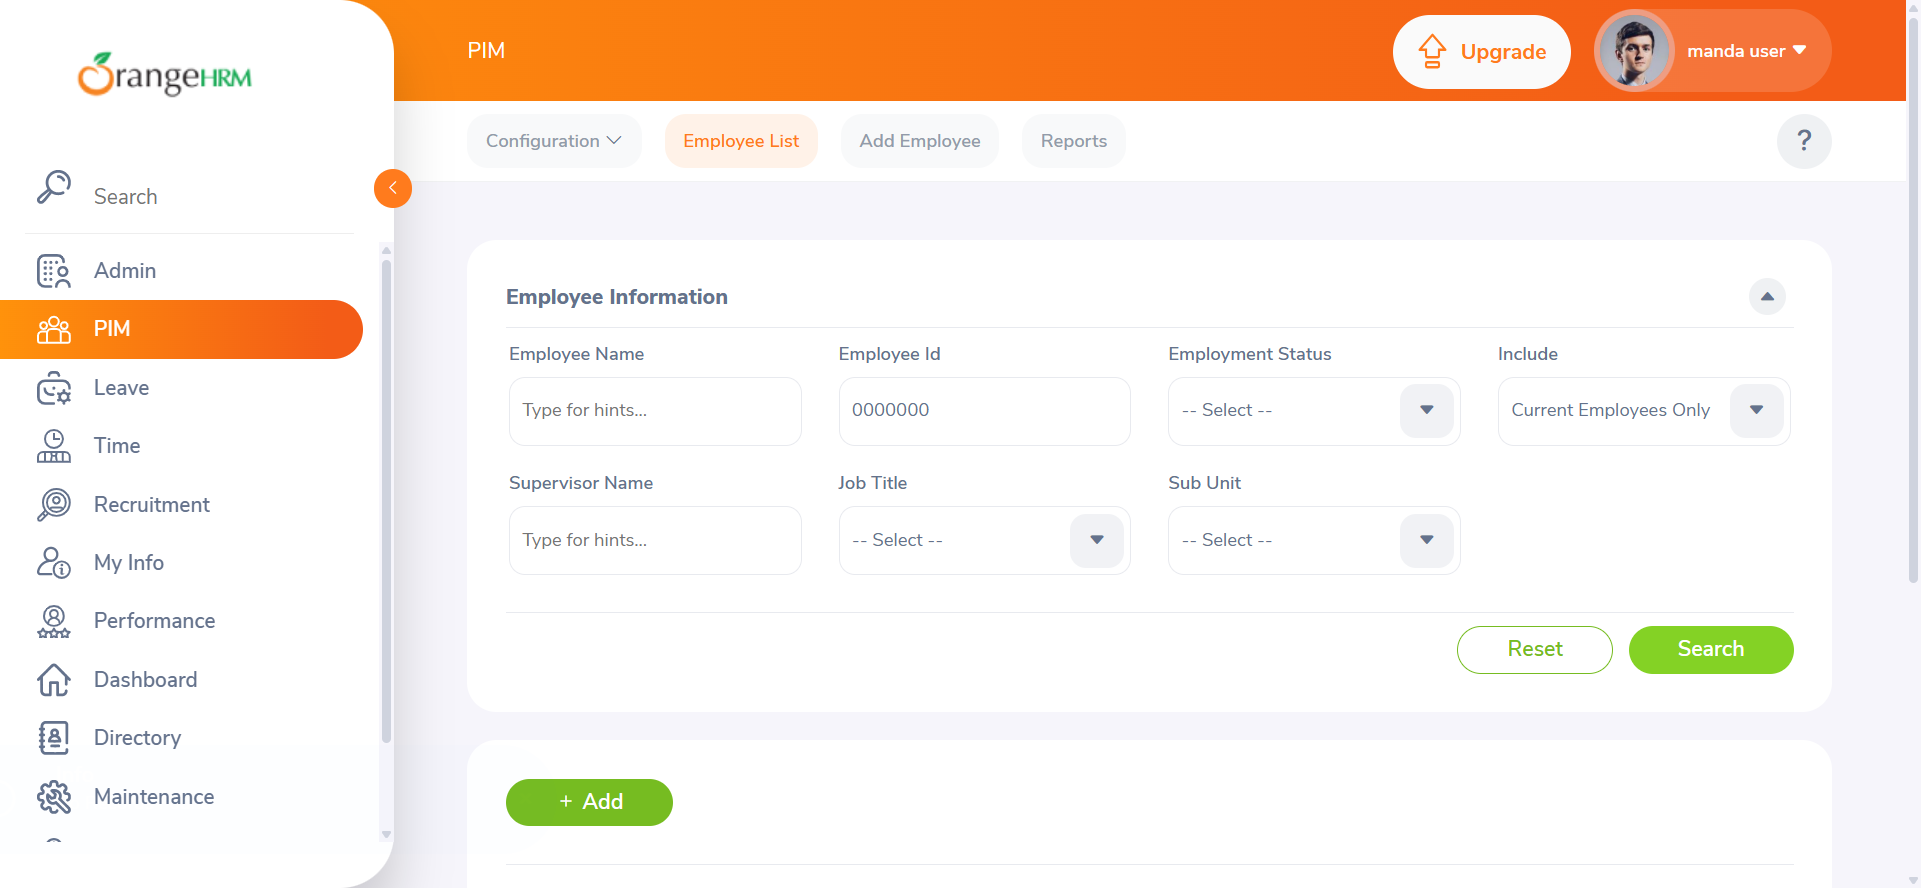 OrangeHRM
PIM
Upgrade
manda user
Configuration
Employee List
Add Employee
Reports
?
Search
Admin
PIM
Leave
Time
Recruitment
My Info
Performance
Dashboard
Directory
Maintenance
Employee Information
Employee Name
Employee Id
Employment Status
Include
Type for hints...
0000000
-- Select --
Current Employees Only
Supervisor Name
Job Title
Sub Unit
Type for hints...
-- Select --
-- Select --
Reset
Search
+ Add